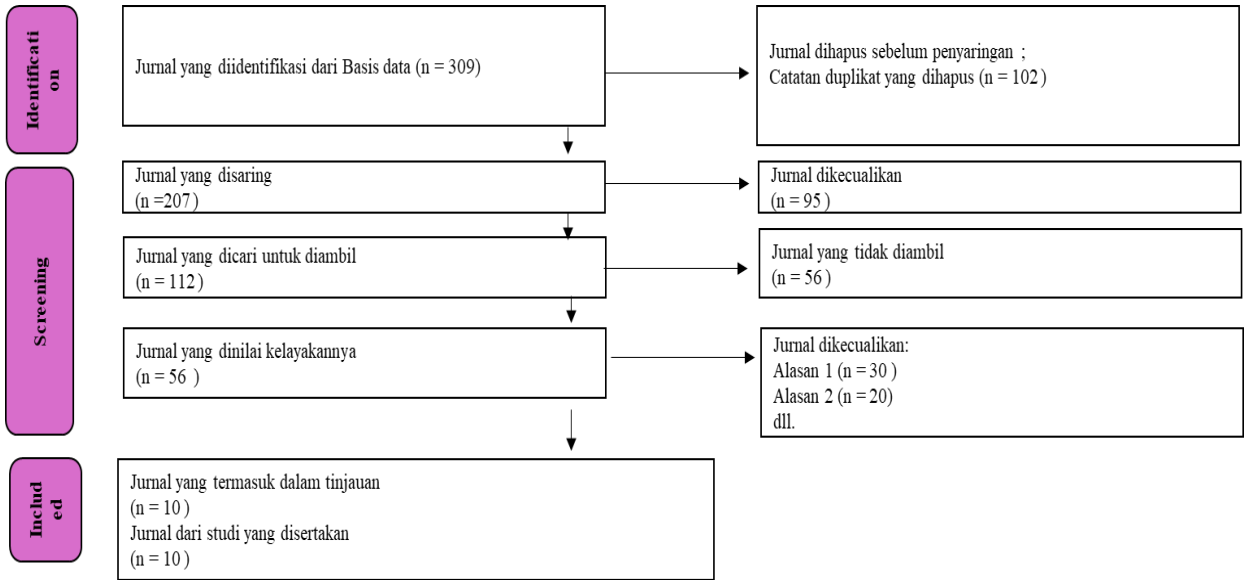 Identificati
on
Jurnal yang diidentifikasi dari Basis data (n = 309)
Jurnal dihapus sebelum penyaringan ;
Catatan duplikat yang dihapus (n = 102 )
Screening
Jurnal yang disaring
(n =207)
Jurnal dikecualikan
(n = 95 )
Jurnal yang dicari untuk diambil
(n = 112 )
Jurnal yang tidak diambil
(n = 56 )
Jurnal yang dinilai kelayakannya
(n = 56 )
Jurnal dikecualikan:
Alasan 1 (n = 30 )
Alasan 2 (n = 20)
dll.
Includ
ed
Jurnal yang termasuk dalam tinjauan
(n = 10 )
Jurnal dari studi yang disertakan
(n = 10 )